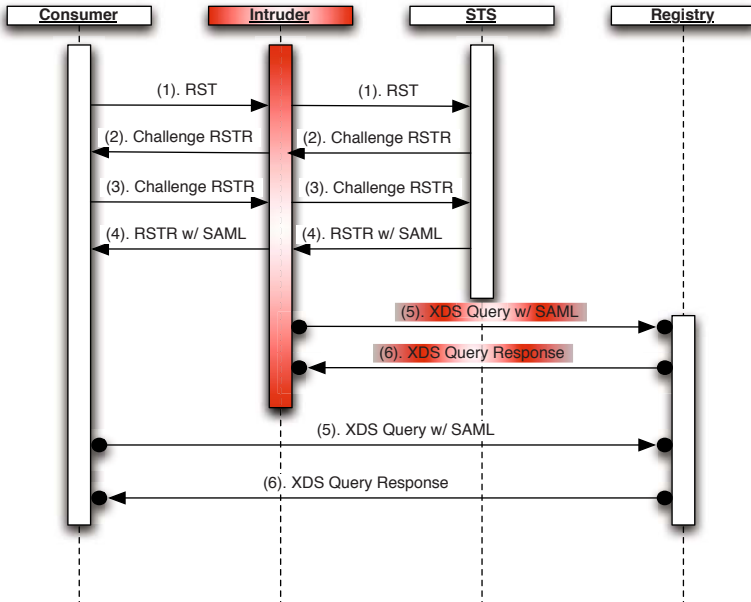 Consumer
Intruder
STS
Registry
(1). RST
(1). RST
(2). Challenge RSTR
(2). Challenge RSTR
(3). Challenge RSTR
(3). Challenge RSTR
(4). RSTR w/ SAML
(4). RSTR w/ SAML
(5). XDS Query w/ SAML
(6). XDS Query Response
(5). XDS Query w/ SAML
(6). XDS Query Response